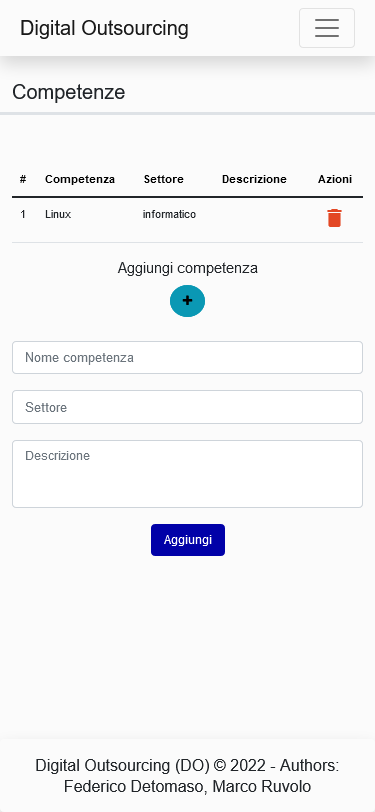 Digital Outsourcing
Competenze
# Competenza Settore Descrizione Azioni
1 Linux informatico
Aggiungi competenza
+
Nome competenza
Settore
Descrizione
Aggiungi
Digital Outsourcing (DO) © 2022 - Authors:
Federico Detomaso, Marco Ruvolo